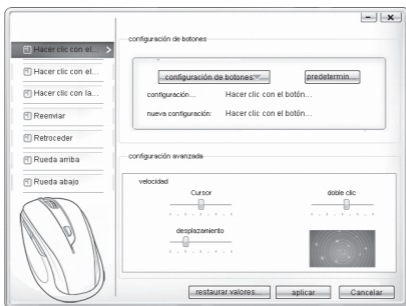 Hacer clic con el...
Hacer clic con el...
Hacer clic con la...
Reenviar
Retroceder
Rueda arriba
Rueda abajo
configuración de botones
configuración de botones
predetermin...
configuración...
Hacer clic con el botón...
nueva configuración:
Hacer clic con el botón...
configuración avanzada
velocidad
Cursor
doble clic
desplazamiento
restaurar valores...
aplicar
Cancelar